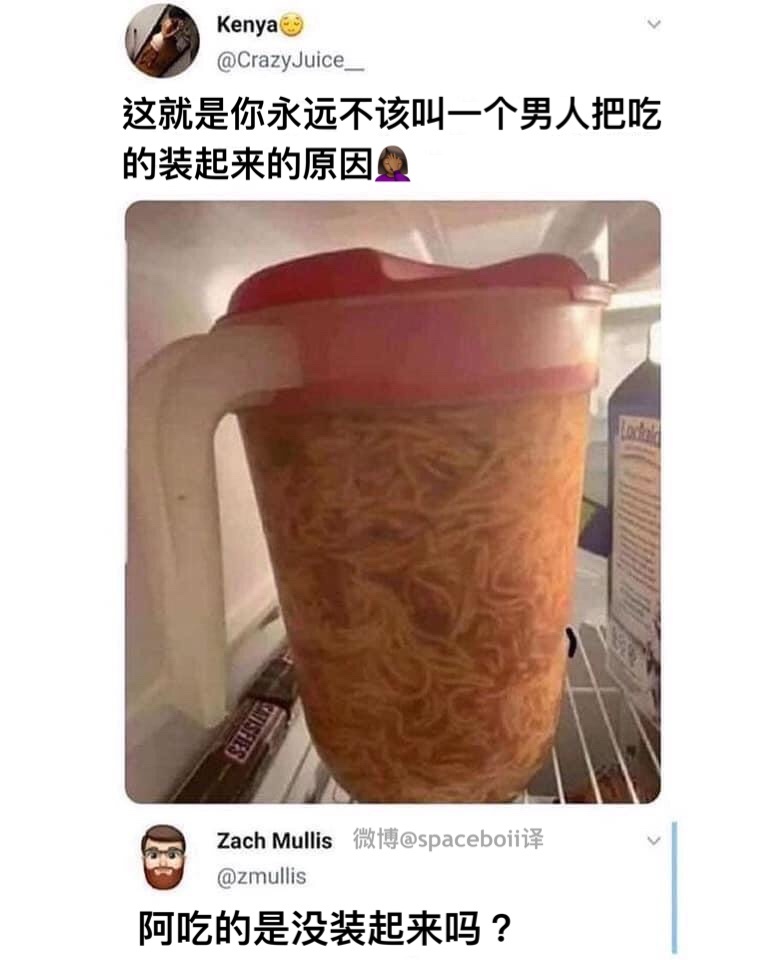 Kenya😌
@CrazyJuice__
这就是你永远不该叫一个男人把吃
的装起来的原因🤦🏾‍♀️
Lactaid
SATISFIES
Zach Mullis 微博@spaceboii译
@zmullis
阿吃的是没装起来吗？